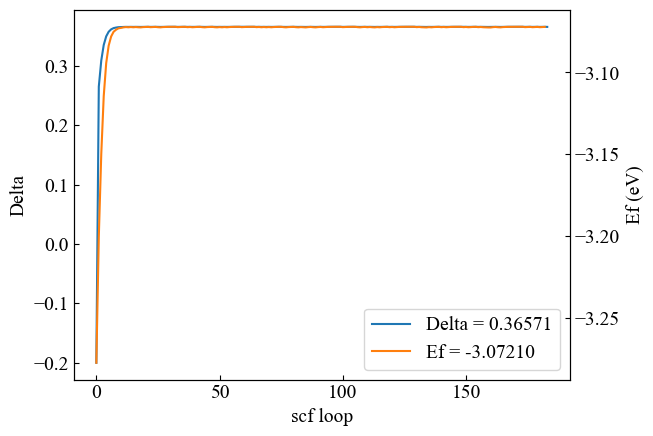 0.3
0.2
0.1
0.0
−0.1
−0.2
Delta
−3.10
−3.15
−3.20
−3.25
Ef (eV)
Delta = 0.36571
Ef = -3.07210
0 50 100 150
scf loop